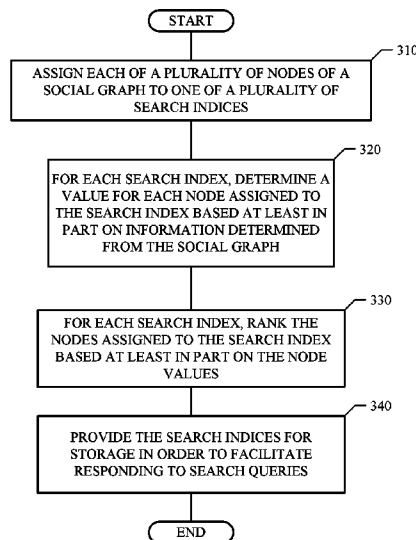 START
310
ASSIGN EACH OF A PLURALITY OF NODES OF A
SOCIAL GRAPH TO ONE OF A PLURALITY OF
SEARCH INDICES
320
FOR EACH SEARCH INDEX, DETERMINE A
VALUE FOR EACH NODE ASSIGNED TO
THE SEARCH INDEX BASED AT LEAST IN
PART ON INFORMATION DETERMINED
FROM THE SOCIAL GRAPH
330
FOR EACH SEARCH INDEX, RANK THE
NODES ASSIGNED TO THE SEARCH INDEX
BASED AT LEAST IN PART ON THE NODE
VALUES
340
PROVIDE THE SEARCH INDICES FOR
STORAGE IN ORDER TO FACILITATE
RESPONDING TO SEARCH QUERIES
END